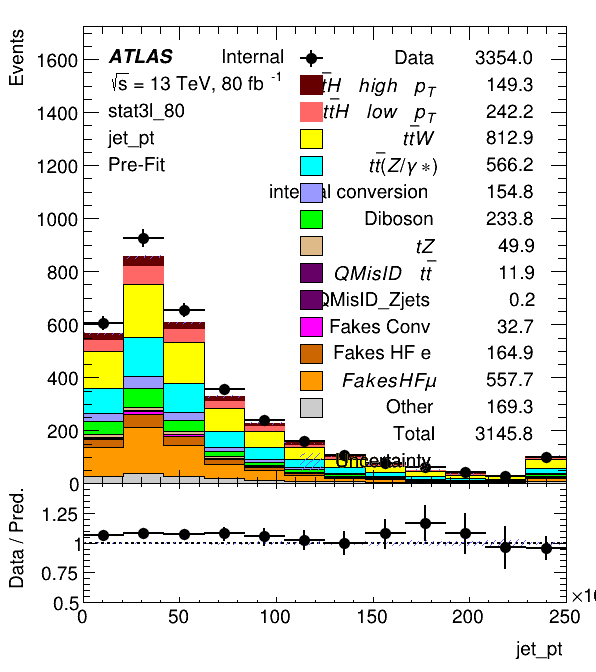 Events
1600
1400
1200
1000
800
600
400
200
0
ATLAS Internal
√s = 13 TeV, 80 fb⁻¹
stat3l_80
jet_pt
Pre-Fit
Data 3354.0
tt̄H high p_T 149.3
tt̄H low p_T 242.2
tt̄W 812.9
tt̄(Z/γ*) 566.2
internal conversion 154.8
Diboson 233.8
tZ 49.9
QMisID tt̄ 11.9
QMisID_Zjets 0.2
Fakes Conv 32.7
Fakes HF e 164.9
FakesHFμ 557.7
Other 169.3
Total 3145.8
Uncertainty
Data / Pred.
1.25
1
0.75
0.5
0 50 100 150 200 250
jet_pt